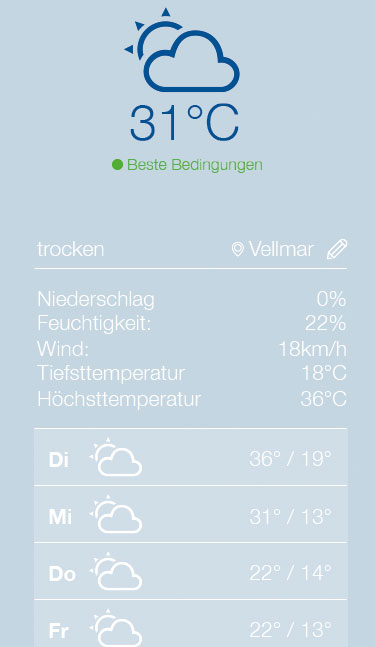 31°C
Beste Bedingungen
trocken Vellmar
Niederschlag 0%
Feuchtigkeit: 22%
Wind: 18km/h
Tiefsttemperatur 18°C
Höchsttemperatur 36°C
Di 36° / 19°
Mi 31° / 13°
Do 22° / 14°
Fr 22° / 13°